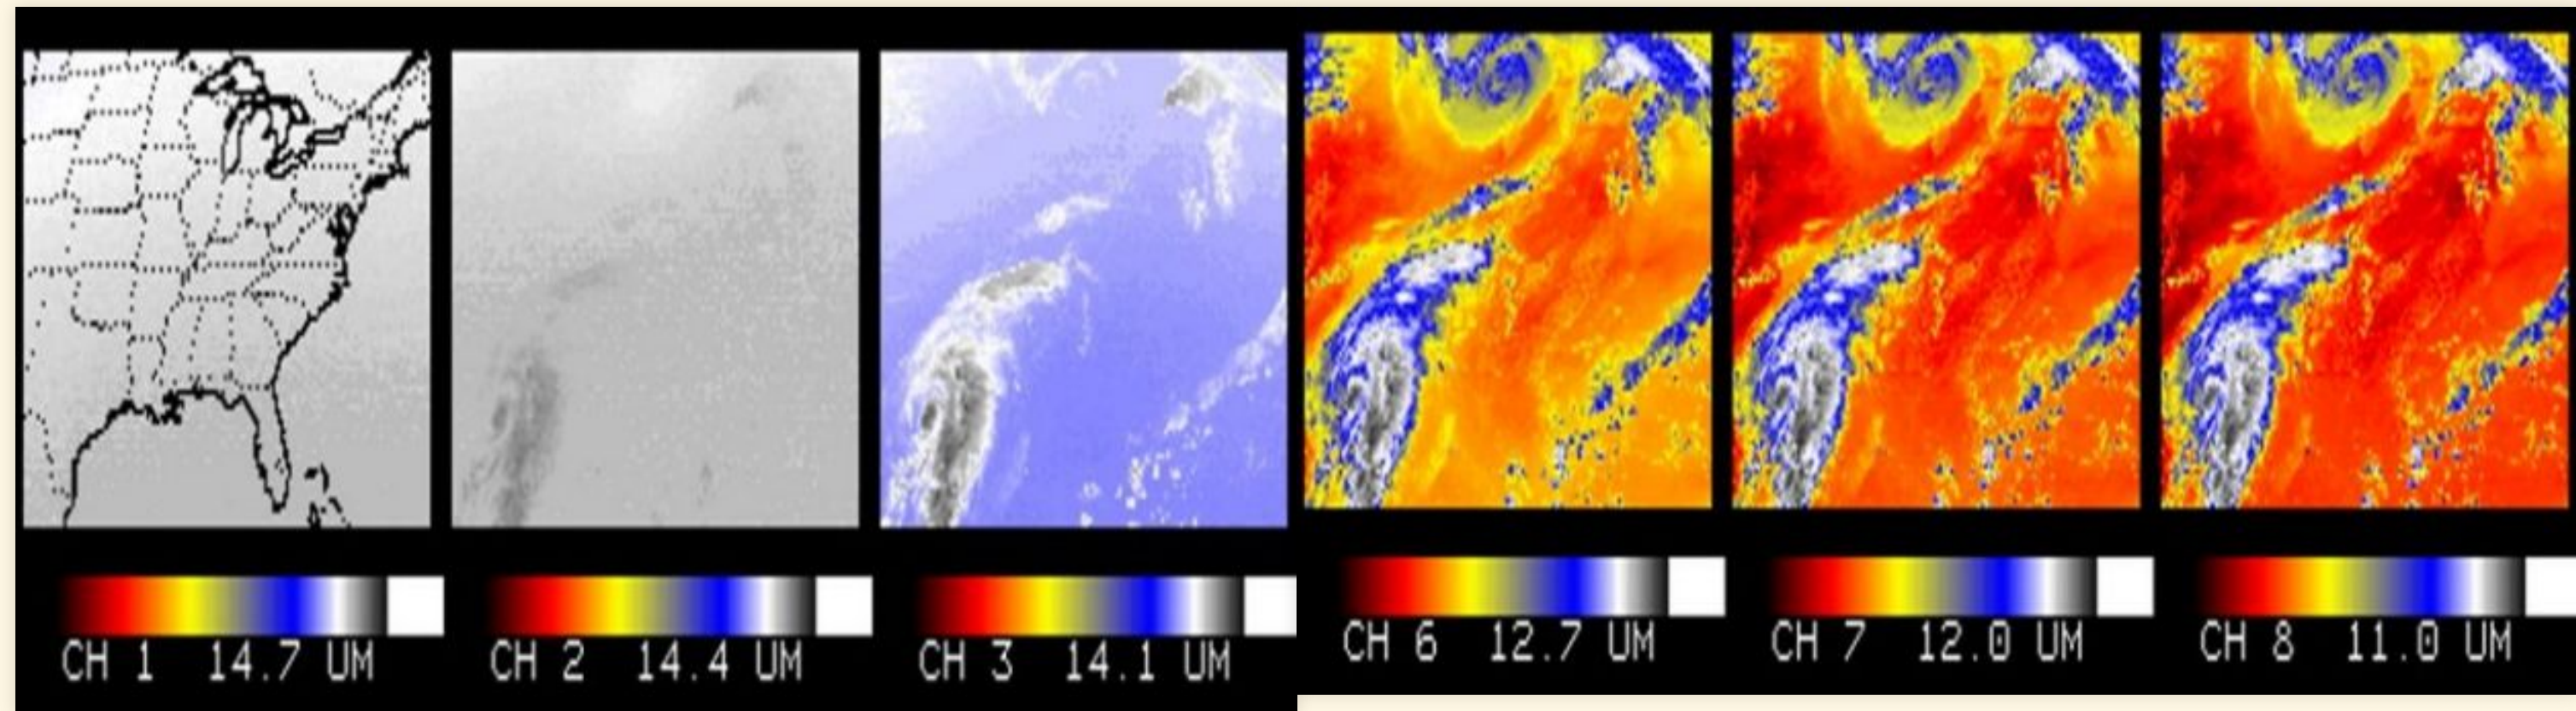 CH 1 14.7 UM
CH 2 14.4 UM
CH 3 14.1 UM
CH 6 12.7 UM
CH 7 12.0 UM
CH 8 11.0 UM